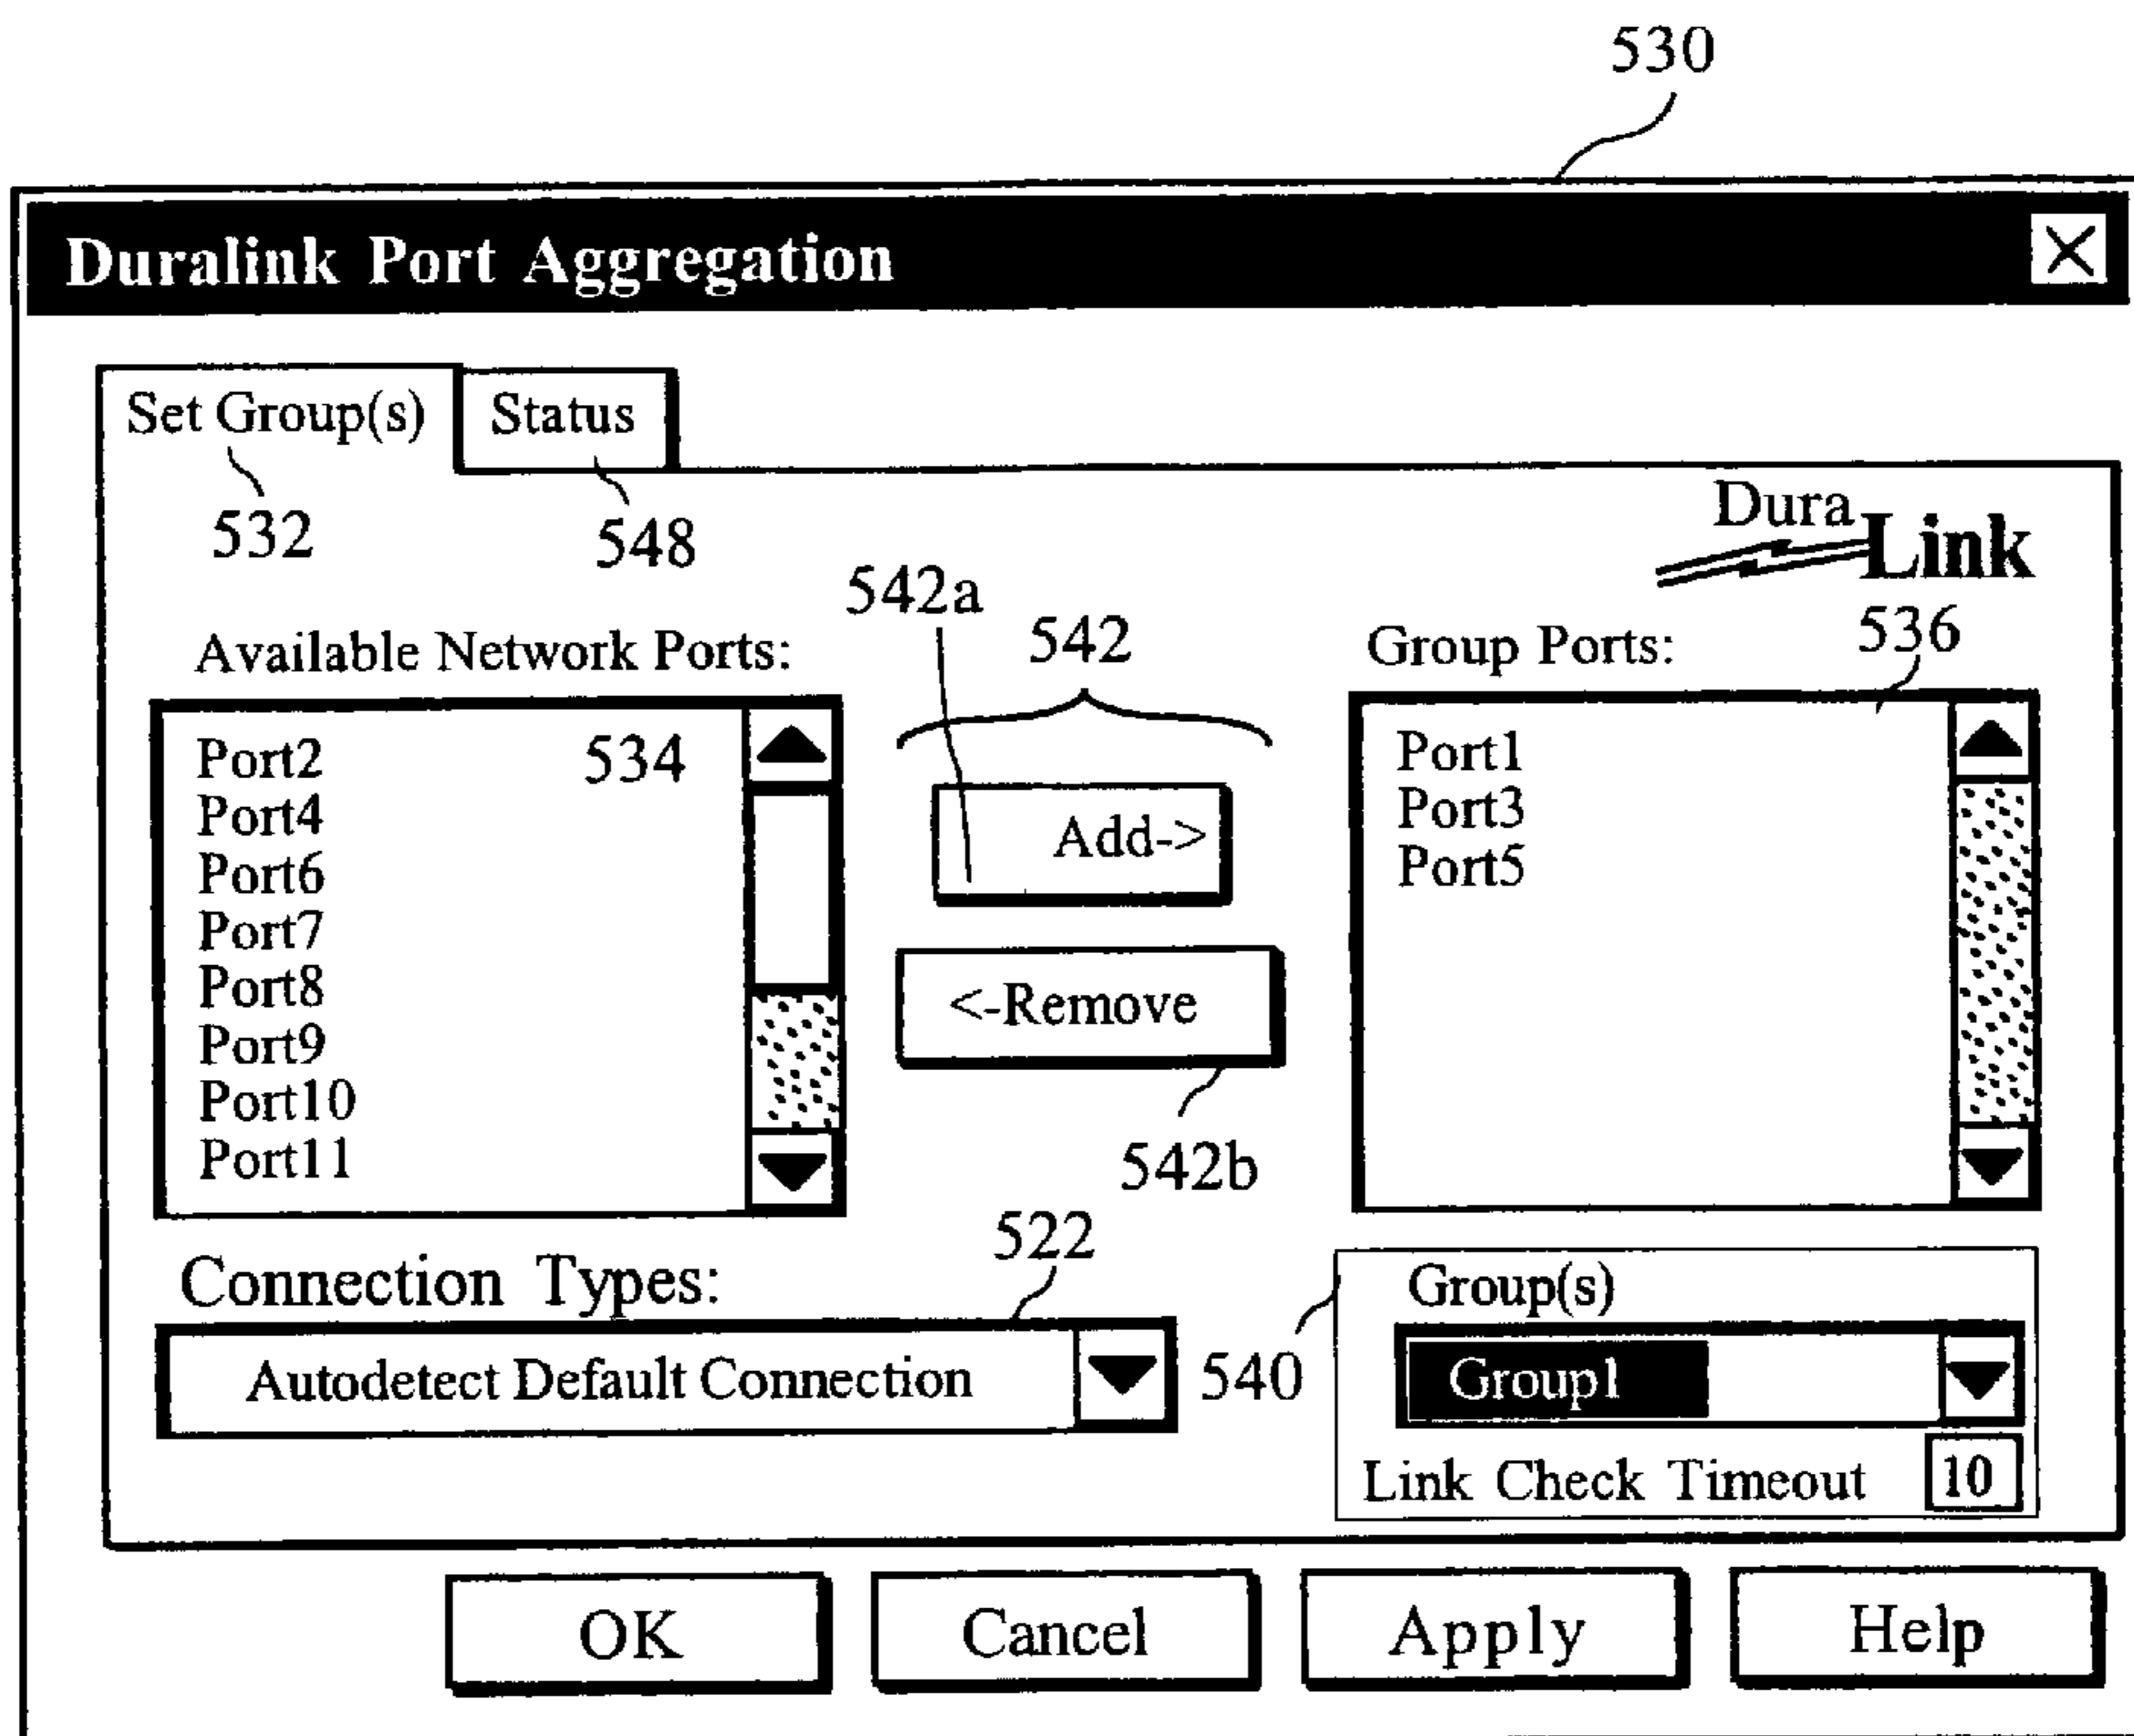 530
Duralink Port Aggregation
Set Group(s) Status
532 548
Dura
Link
542a 542 536
Available Network Ports: Group Ports:
Port2 534
Port4
Port6
Port7
Port8
Port9
Port10
Port11
Add->
<-Remove
542b
Port1
Port3
Port5
522
Connection Types:
Autodetect Default Connection
540
Group(s)
Group1
Link Check Timeout 10
OK Cancel Apply Help